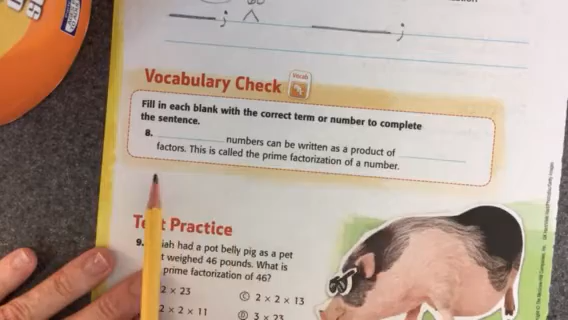 Vocabulary Check
Vocab
Fill in each blank with the correct term or number to complete
the sentence.
8. ____________ numbers can be written as a product of ____________
factors. This is called the prime factorization of a number.
Practice
9. had a pot belly pig as a pet
weighed 46 pounds. What is
prime factorization of 46?
2 × 23
Ⓒ 2 × 2 × 13
2 × 2 × 11
Ⓓ 3 × 23